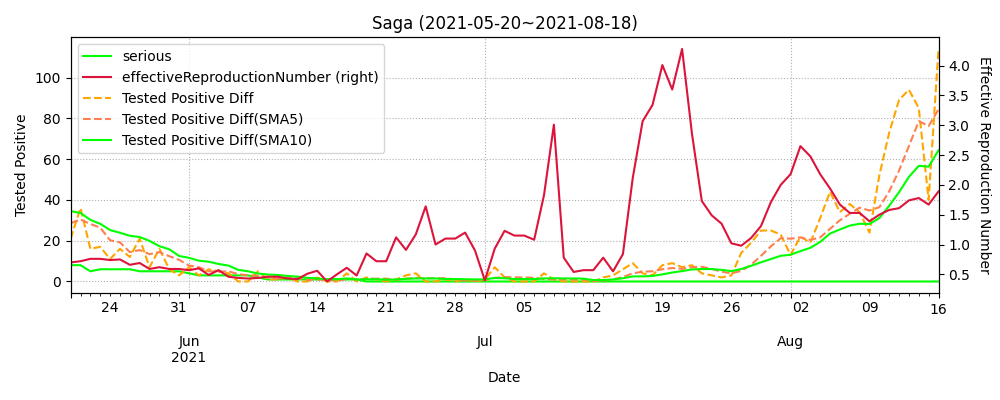 Saga (2021-05-20~2021-08-18)
serious
effectiveReproductionNumber (right)
Tested Positive Diff
Tested Positive Diff(SMA5)
Tested Positive Diff(SMA10)
Tested Positive
100
80
60
40
20
0
4.0
3.5
3.0
2.5
2.0
1.5
1.0
0.5
Effective Reproduction Number
24 31 07 14 21 28 05 12 19 26 02 09 16
Jun Jul Aug
2021
Date